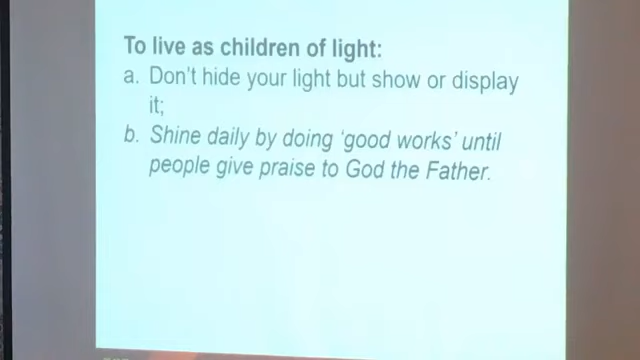 To live as children of light:
a. Don't hide your light but show or display
it;
b. Shine daily by doing 'good works' until
people give praise to God the Father.